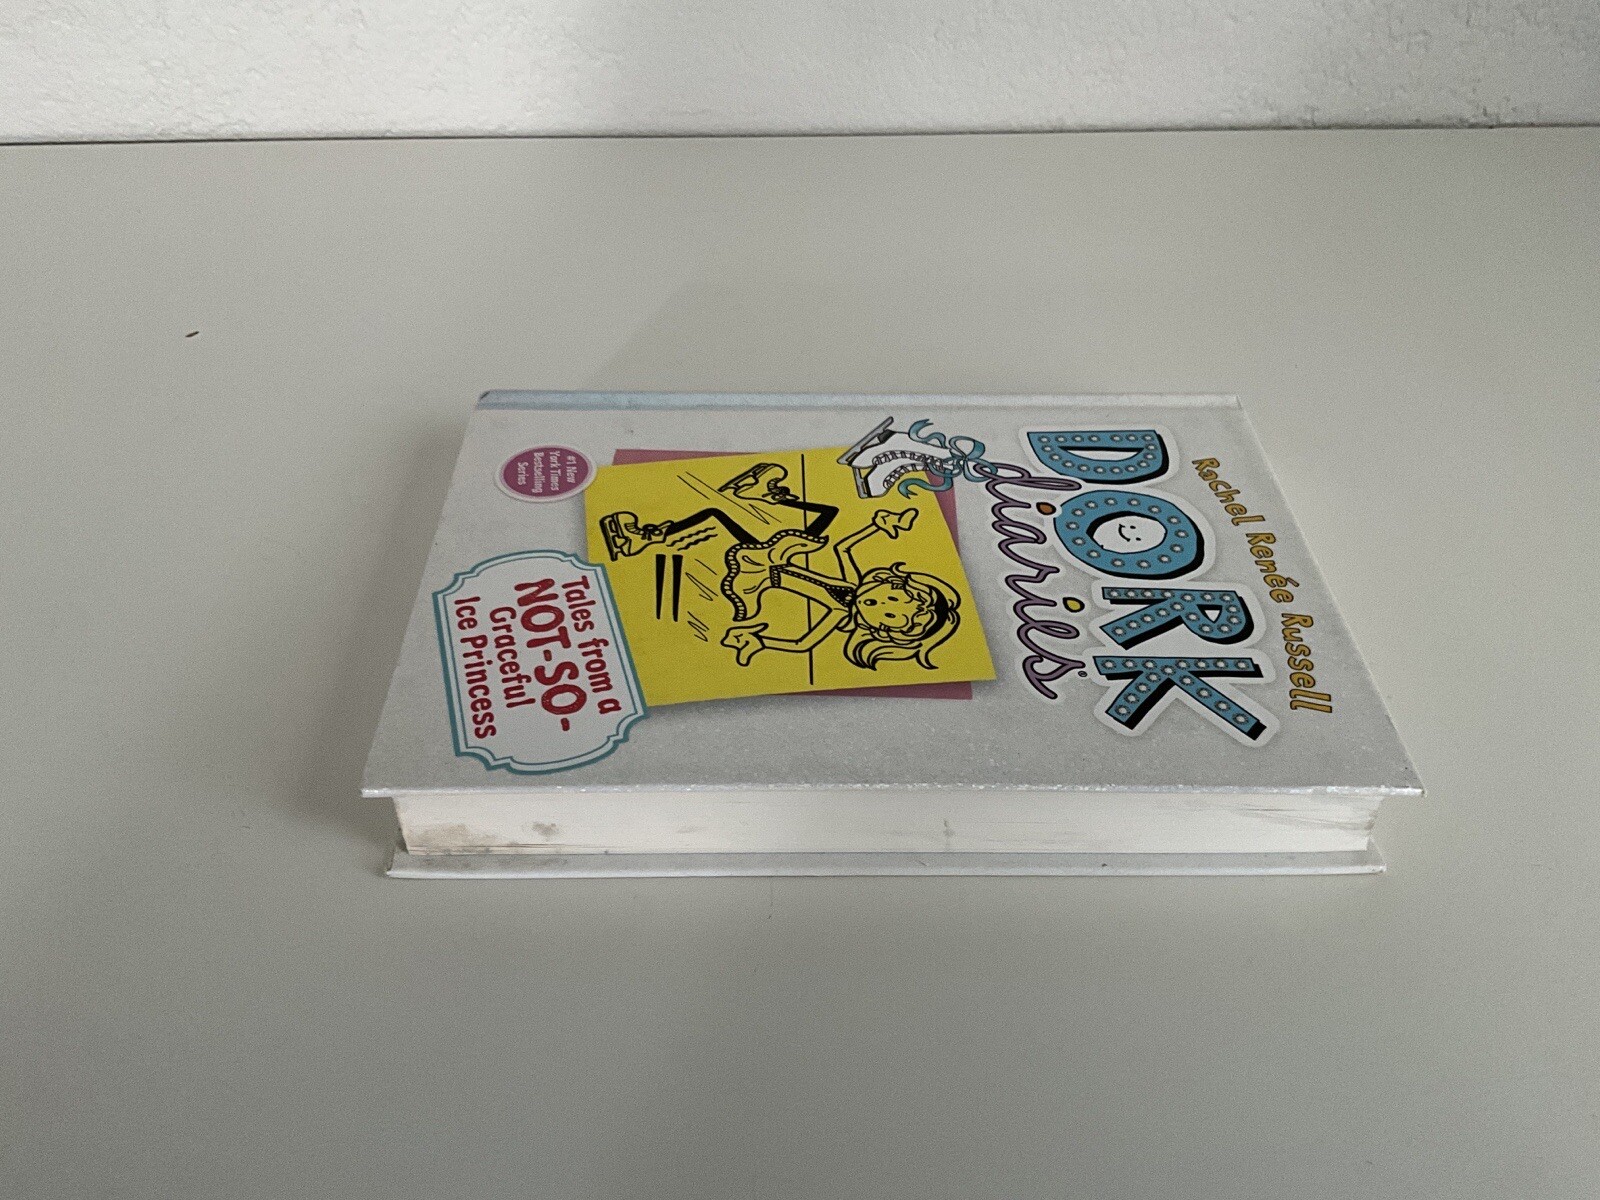 Rachel Renée Russell
DORK
diaries®
#1 New
York Times
Bestselling
Series
Tales from a
NOT-SO-
Graceful
Ice Princess